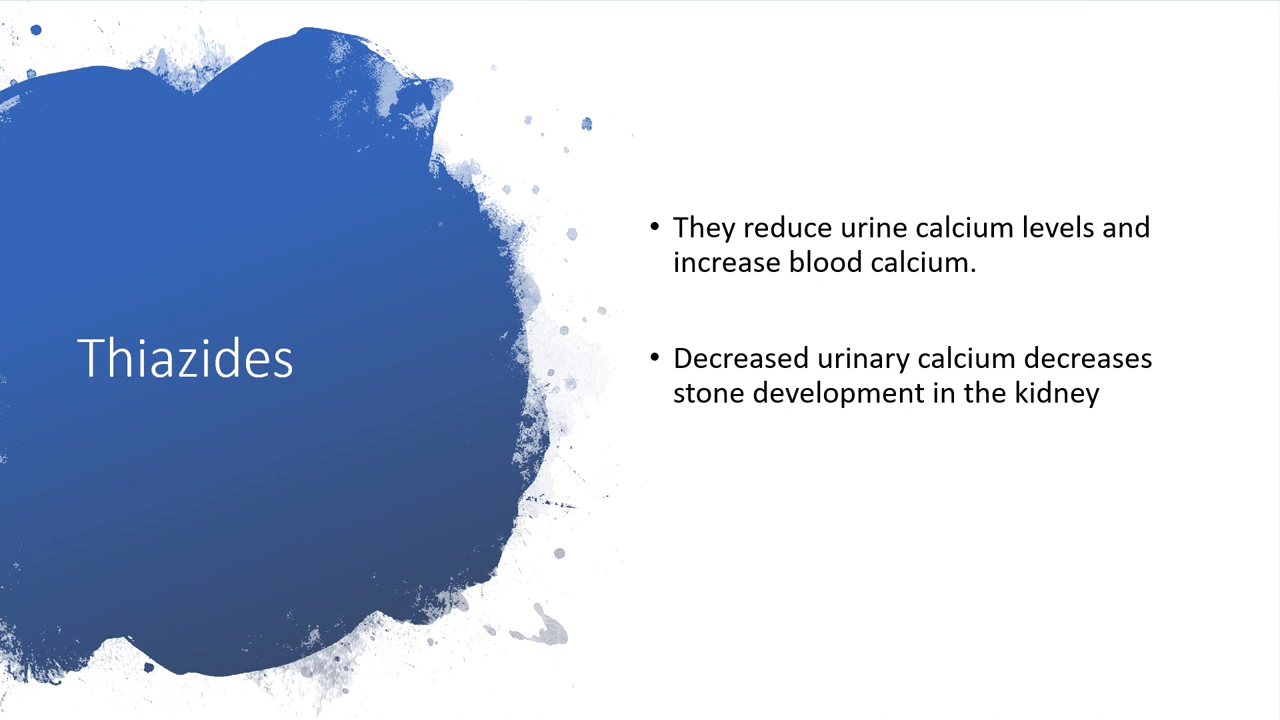 Thiazides
• They reduce urine calcium levels and
increase blood calcium.
• Decreased urinary calcium decreases
stone development in the kidney